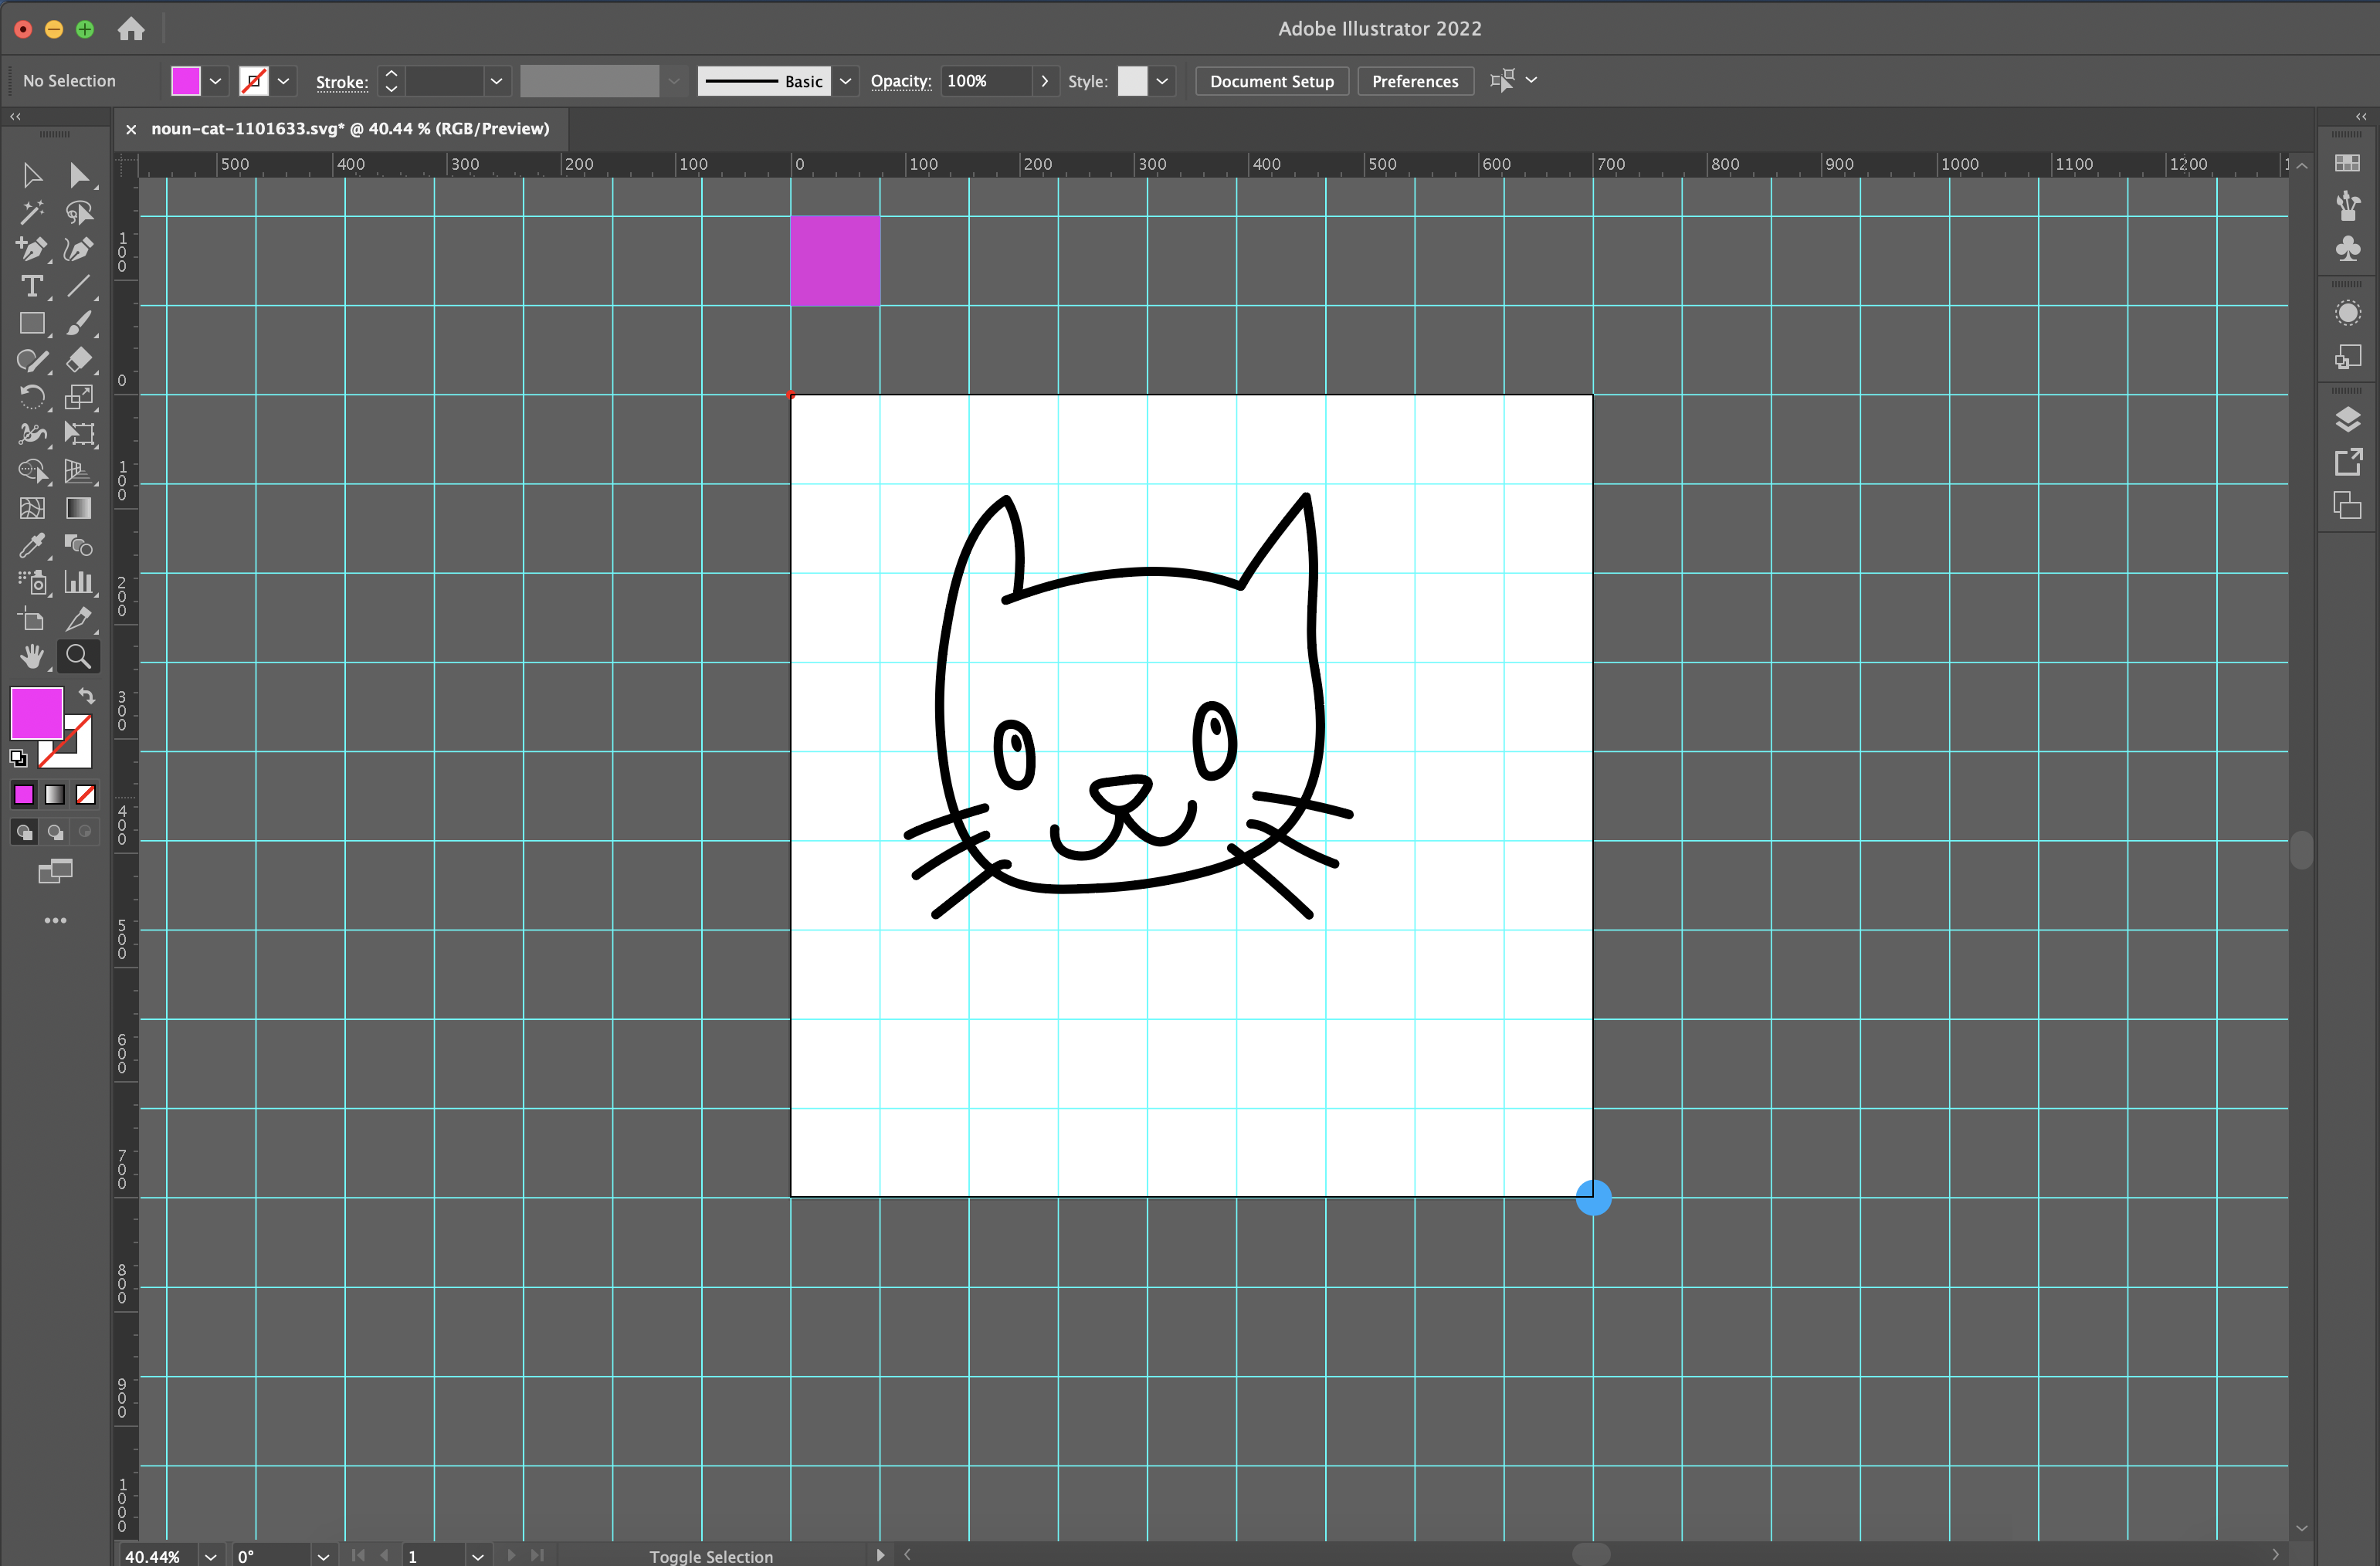 Adobe Illustrator 2022
No Selection
Stroke:
Basic
Opacity:
100%
Style:
Document Setup
Preferences
noun-cat-1101633.svg* @ 40.44 % (RGB/Preview)
500 400 300 200 100 0 100 200 300 400 500 600 700 800 900 1000 1100 1200
100
0
100
200
300
400
500
600
700
800
900
1000
40.44%
0°
1
Toggle Selection